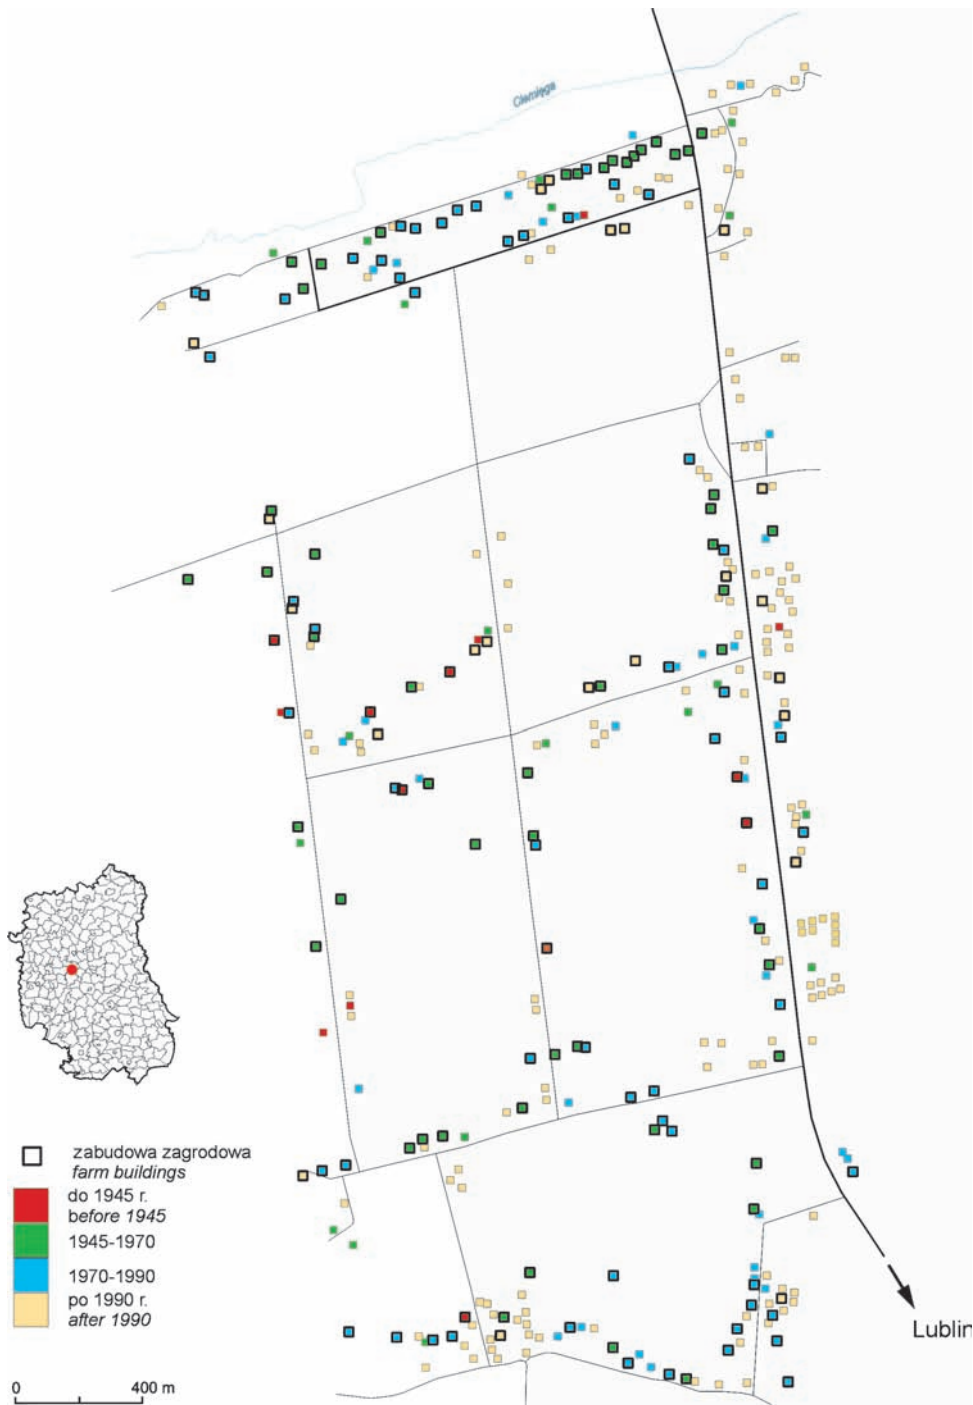 Ciemięga
zabudowa zagrodowa
farm buildings
do 1945 r.
before 1945
1945-1970
1970-1990
po 1990 r.
after 1990
Lublin
0 400 m